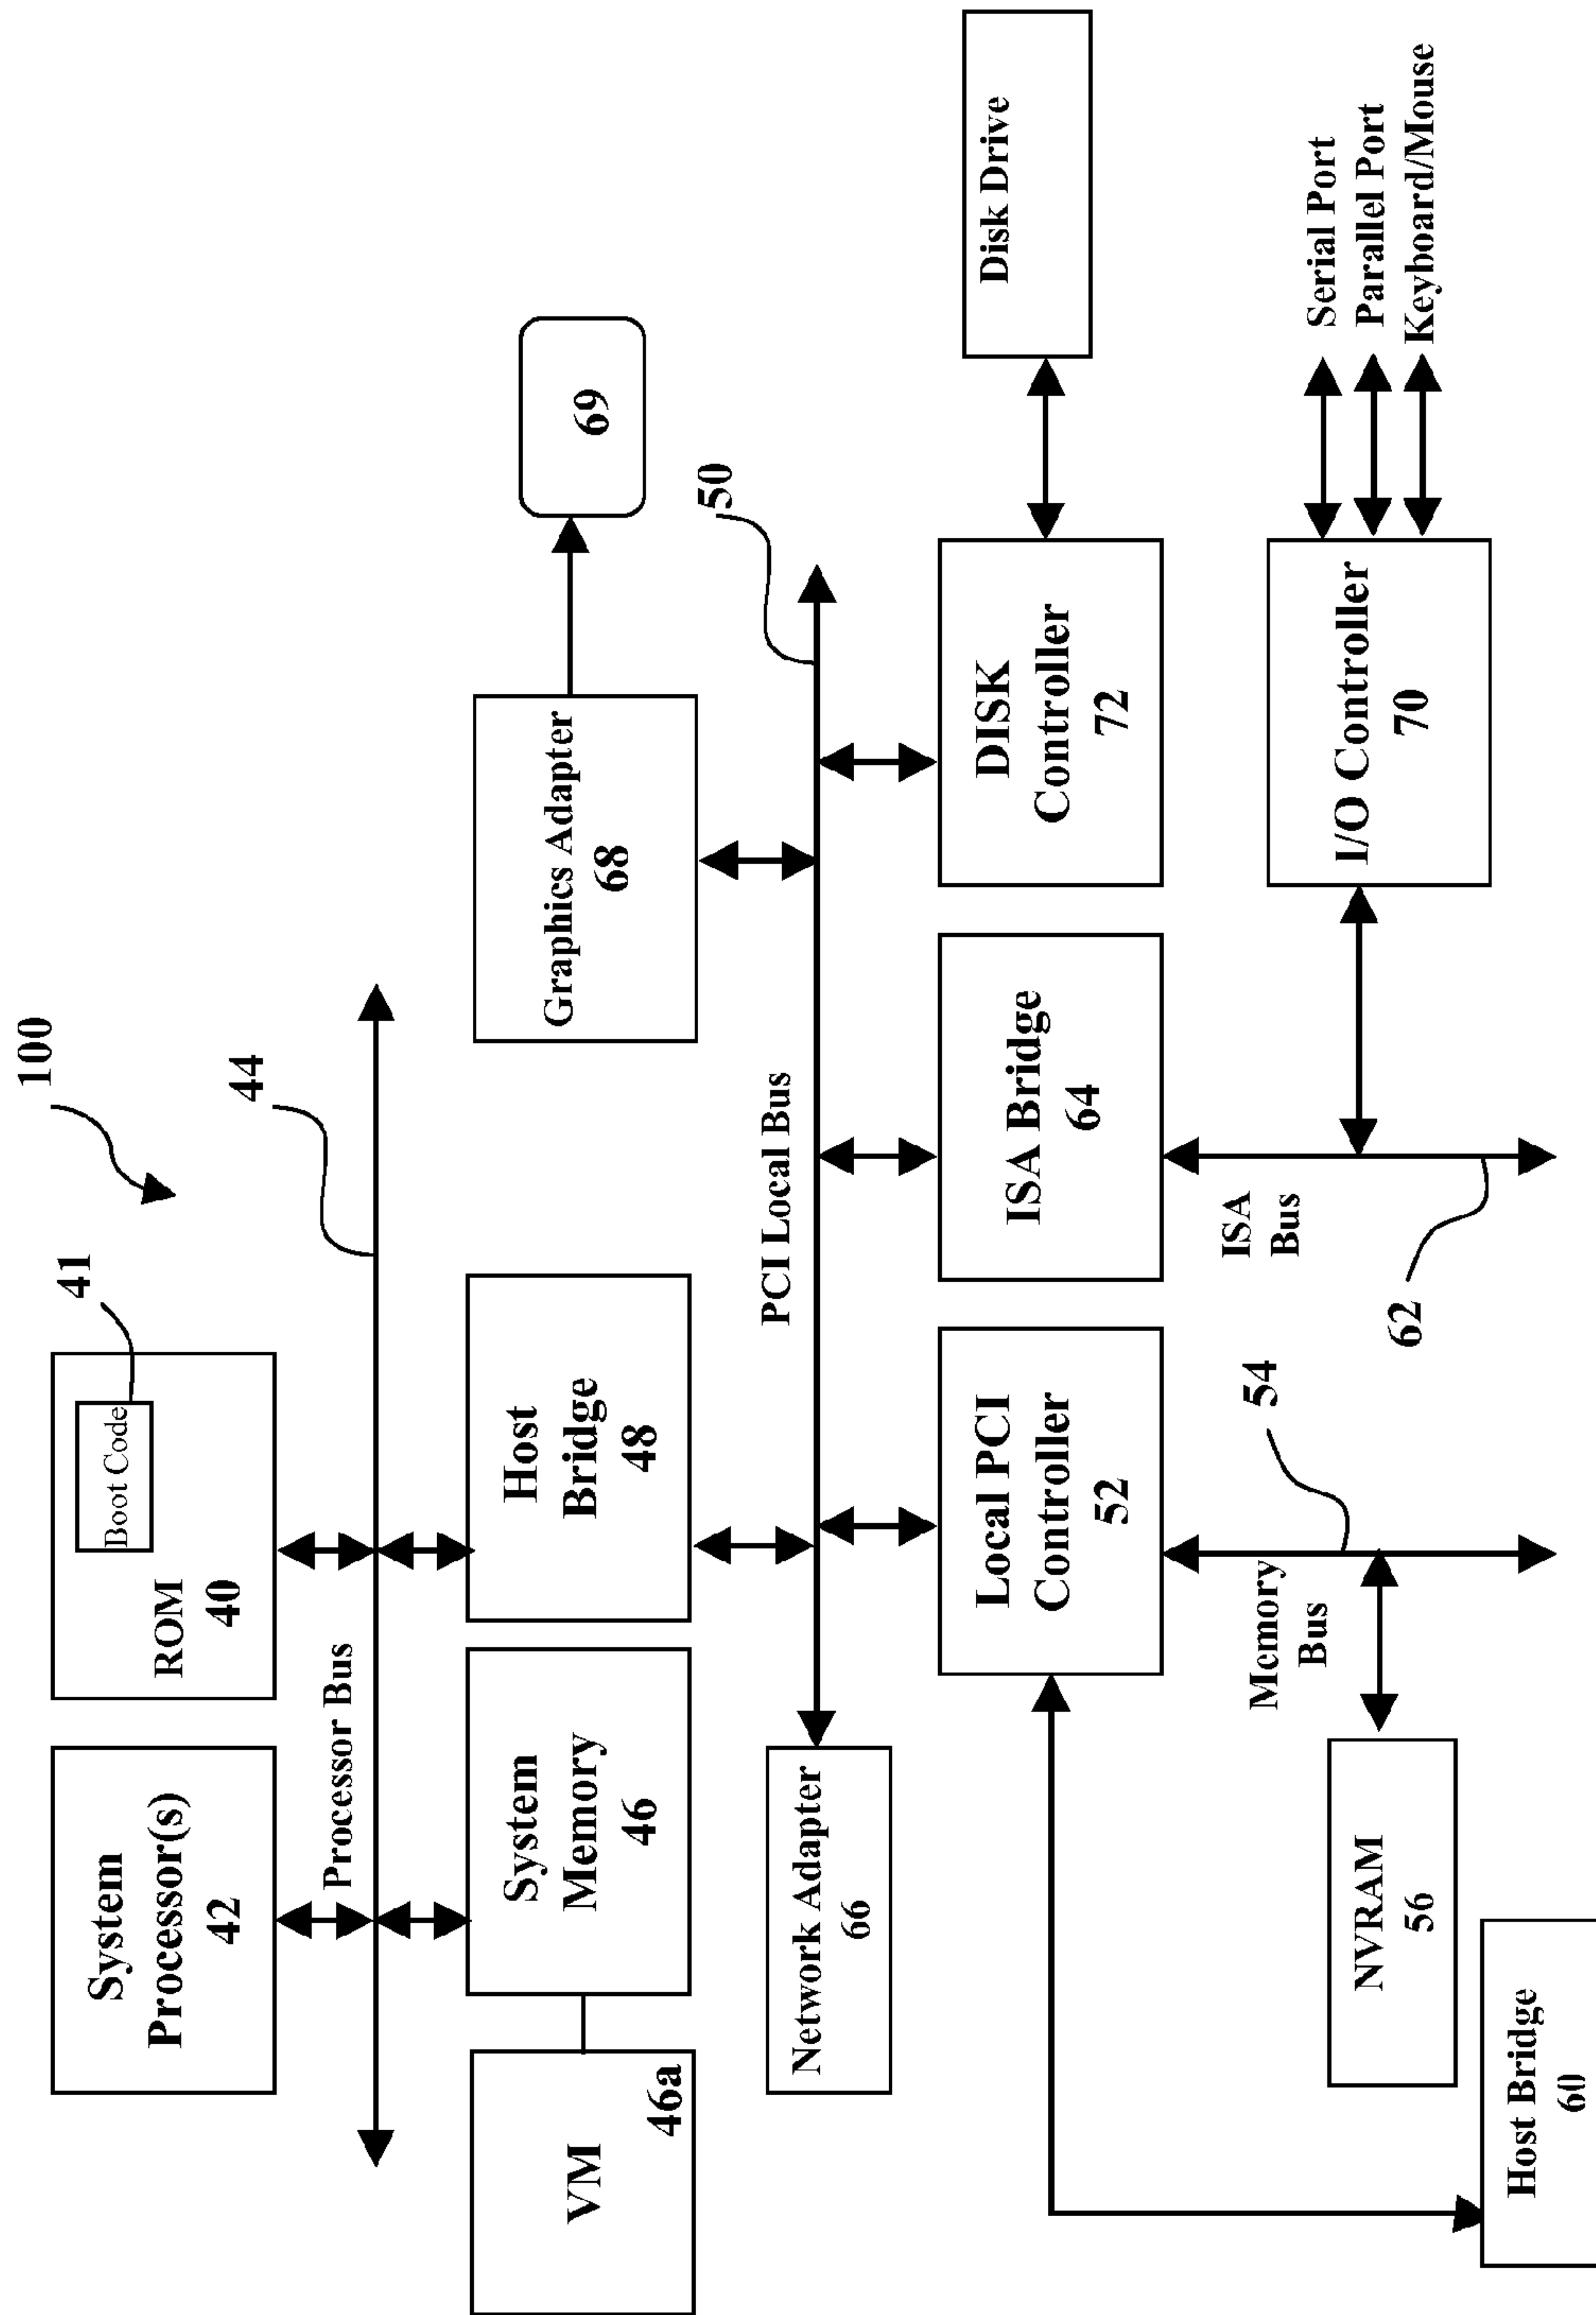 100
System
Processor(s)
42
ROM
40
Boot Code
41
44
Processor Bus
VM
46a
System
Memory
46
Host
Bridge
48
Graphics Adapter
68
69
Network Adapter
66
PCI Local Bus
50
Local PCI
Controller
52
ISA Bridge
64
DISK
Controller
72
Disk Drive
Memory
Bus
54
ISA
Bus
62
NVRAM
56
I/O Controller
70
Serial Port
Parallel Port
Keyboard/Mouse
Host Bridge
60